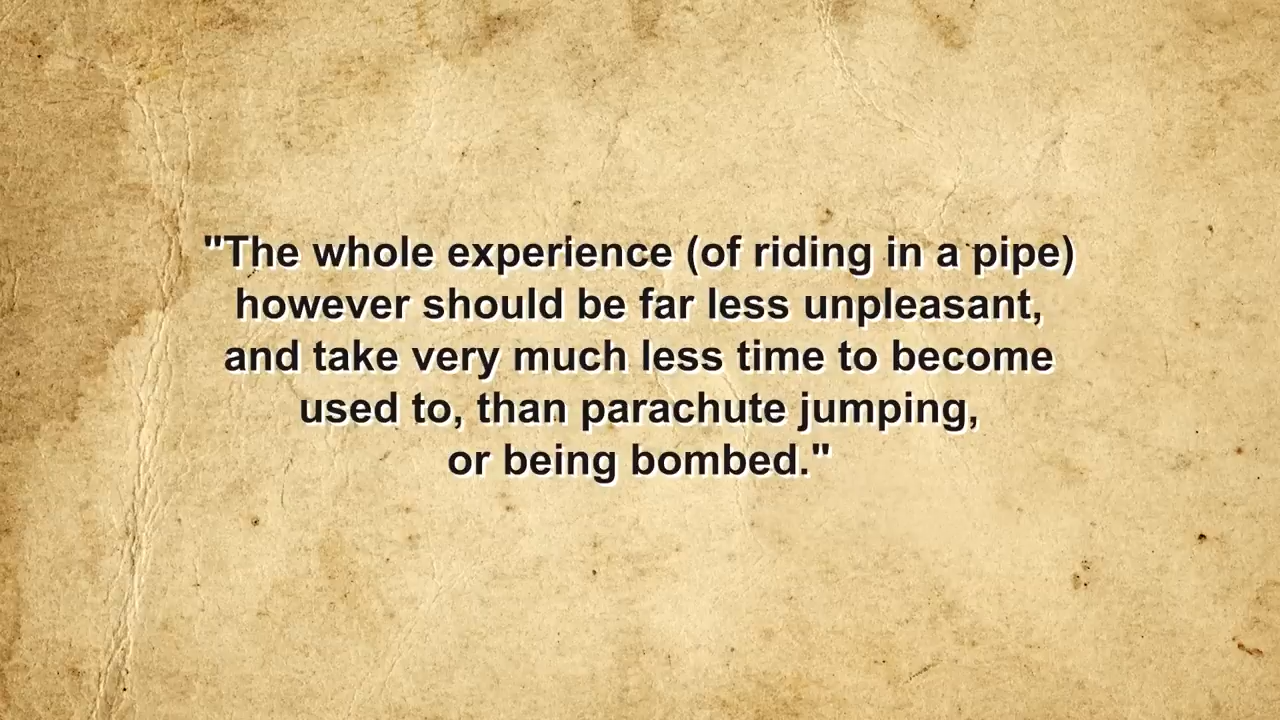 "The whole experience (of riding in a pipe)
however should be far less unpleasant,
and take very much less time to become
used to, than parachute jumping,
or being bombed."